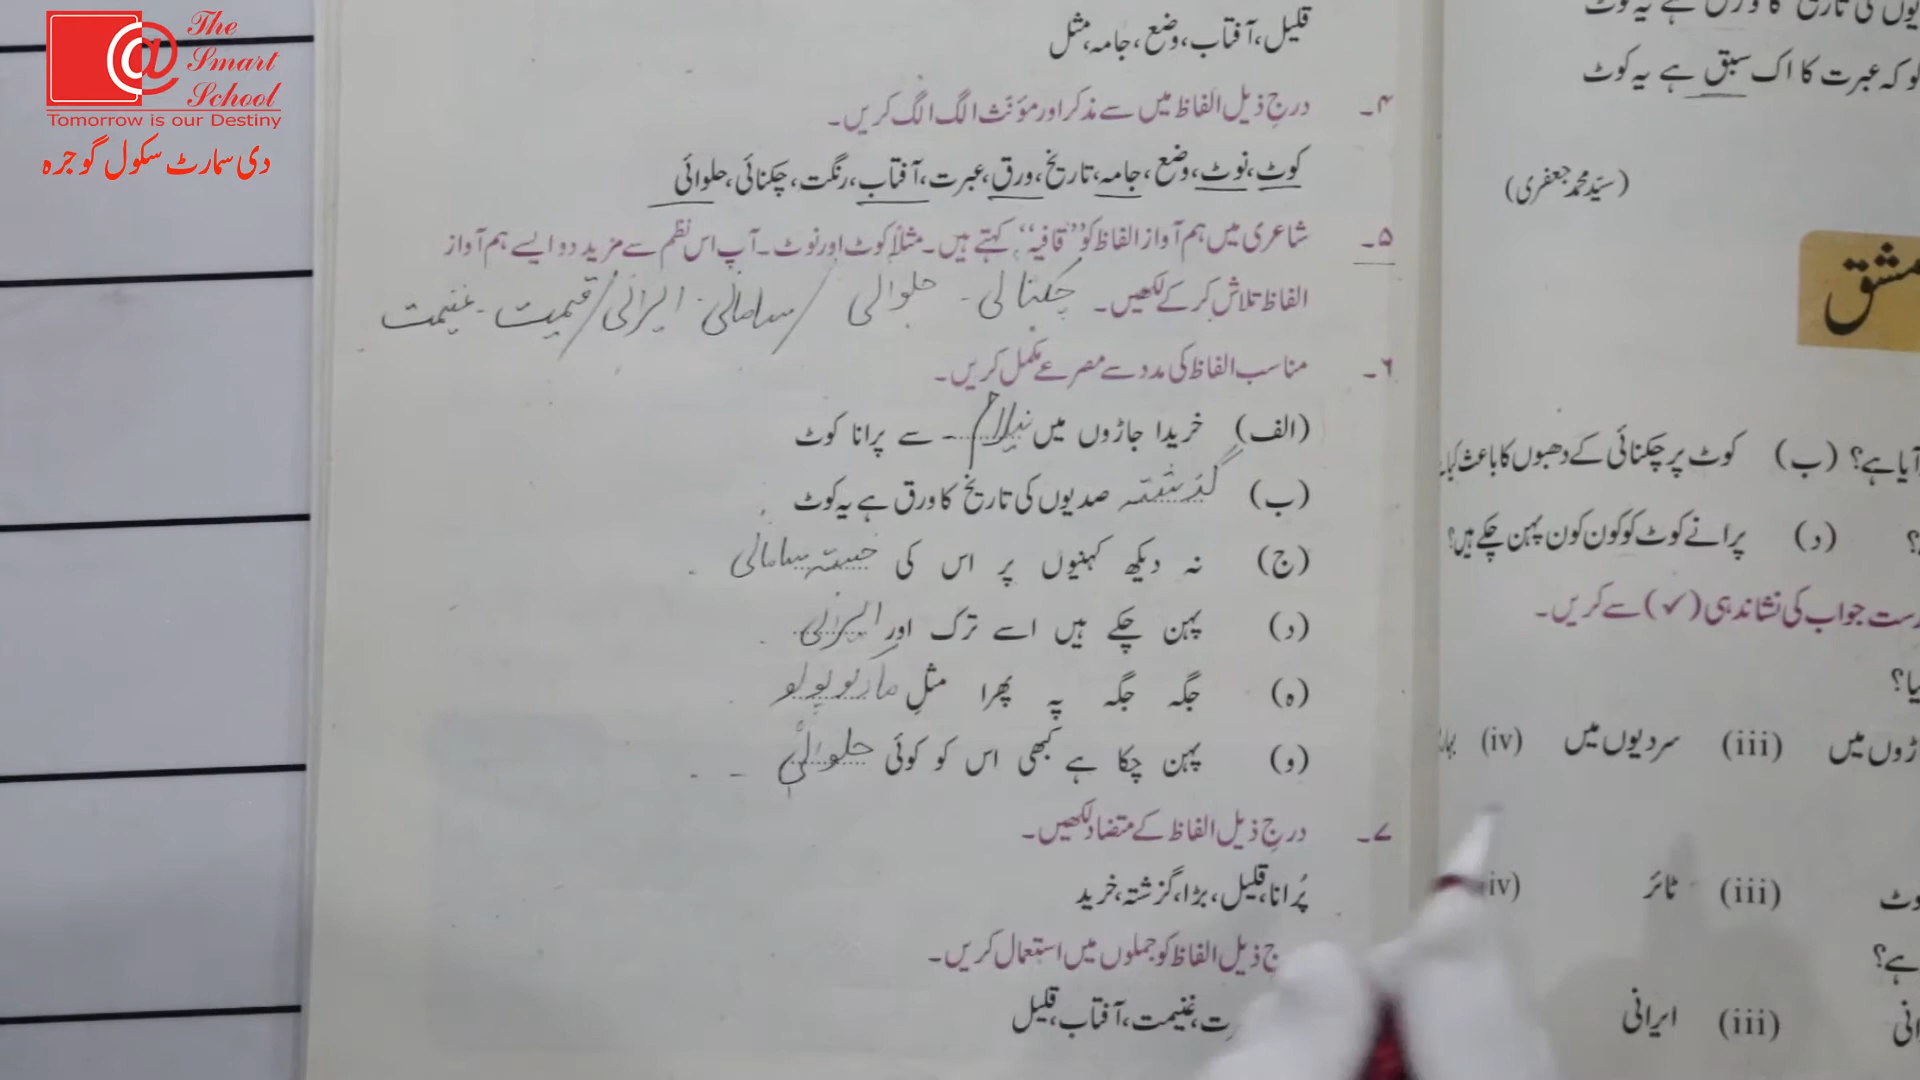 The
Smart
School
Tomorrow is our Destiny
دی سمارٹ سکول گوجرہ
قلیل، آفتاب، وضع، جامہ، مثل
۴۔ درجِ ذیل الفاظ میں سے مذکر اور مؤنث الگ الگ کریں۔
کوٹ، نوٹ، وضع، جامہ، تاریخ، ورق، عبرت، آفتاب، رنگت، چکنائی، حلوائی
۵۔ شاعری میں ہم آواز الفاظ کو ”قافیہ“ کہتے ہیں۔ مثلاً کوٹ اور نوٹ۔ آپ اس نظم سے مزید دو ایسے ہم آواز
الفاظ تلاش کر کے لکھیں۔ چکنائی - حلوائی / سامانی - ایرانی / قیمت - غنیمت
۶۔ مناسب الفاظ کی مدد سے مصرعے مکمل کریں۔
(الف) خریدا جاڑوں میں نیلام سے پرانا کوٹ
(ب) گذشتہ صدیوں کی تاریخ کا ورق ہے یہ کوٹ
(ج) نہ دیکھ کہنیوں پر اس کی خستہ سامانی
(د) پہن چکے ہیں اسے ترک اور ایرانی
(ہ) جگہ جگہ پہ پھرا مثلِ مارکوپولو
(و) پہن چکا ہے کبھی اس کو کوئی حلوائی
۷۔ درجِ ذیل الفاظ کے متضاد لکھیں۔
پُرانا، قلیل، بڑا، گزشتہ، خرید
ذیل الفاظ کو جملوں میں استعمال کریں۔
غنیمت، آفتاب، قلیل
کی تاریخ کا ورق ہے یہ کوٹ
گو کہ عبرت کا اک سبق ہے یہ کوٹ
(سیّد محمد جعفری)
مشق
آیا ہے؟ (ب) کوٹ پر چکنائی کے دھبوں کا باعث کیا
؟ (د) پرانے کوٹ کو کون کون پہن چکے ہیں؟
جواب کی نشاندہی (✓) سے کریں۔
میں (iii) سردیوں میں (iv)
(iii) ٹائر (iv)
ہے؟
(iii) ایرانی